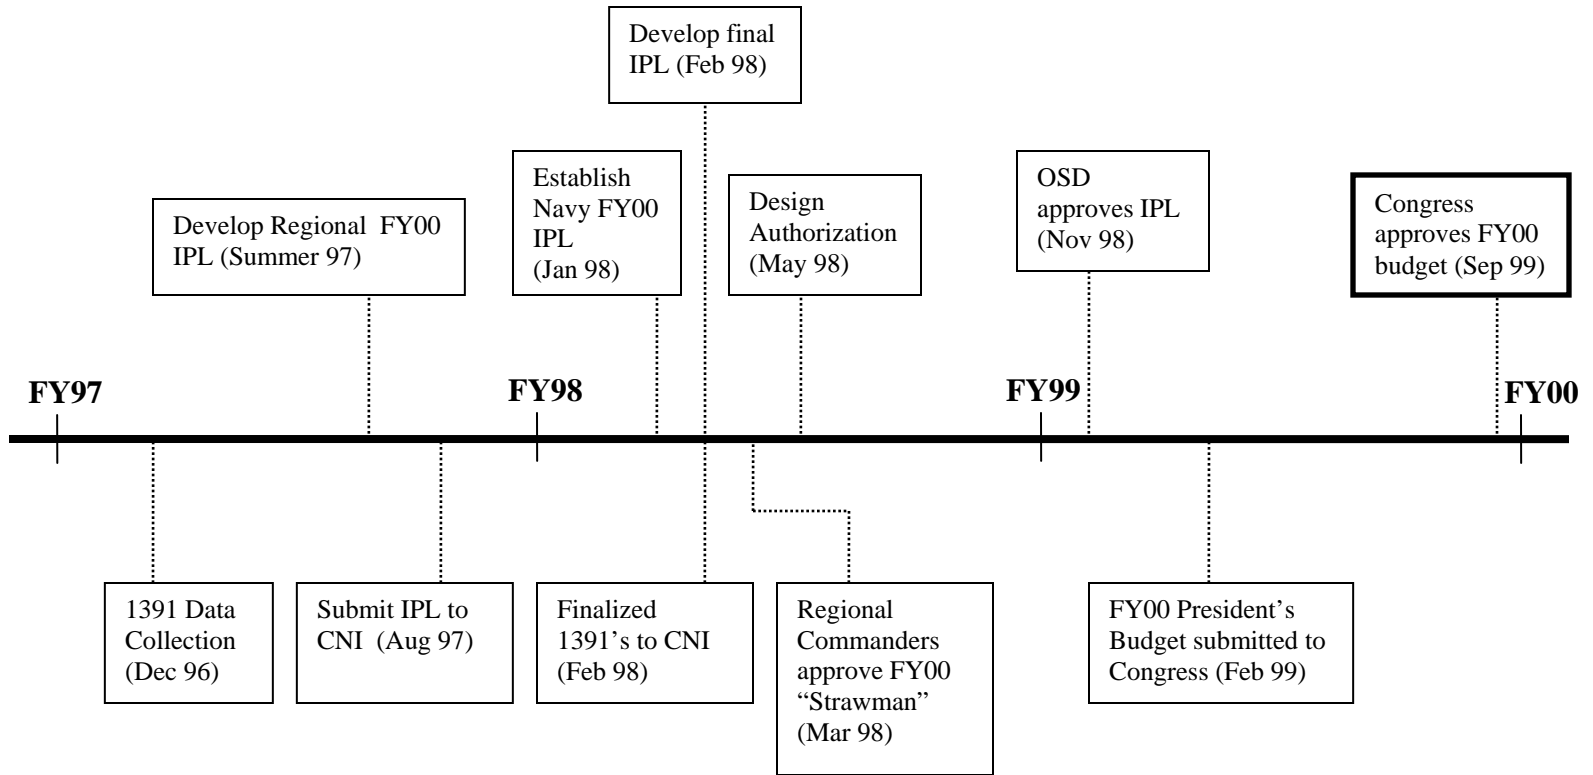 Develop final
IPL (Feb 98)
Establish
Navy FY00
IPL
(Jan 98)
Design
Authorization
(May 98)
OSD
approves IPL
(Nov 98)
Congress
approves FY00
budget (Sep 99)
Develop Regional  FY00
IPL (Summer 97)
FY97
FY98
FY99
FY00
1391 Data
Collection
(Dec 96)
Submit IPL to
CNI  (Aug 97)
Finalized
1391’s to CNI
(Feb 98)
Regional
Commanders
approve FY00
“Strawman”
(Mar 98)
FY00 President’s
Budget submitted to
Congress (Feb 99)